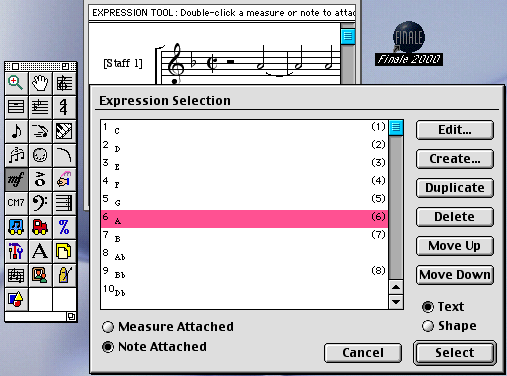 EXPRESSION TOOL: Double-click a measure or note to attac
[Staff 1]
FINALE
Finale 2000
mf
CM7
%
A
Expression Selection
1 C (1)
2 D (2)
3 E (3)
4 F (4)
5 G (5)
6 A (6)
7 B (7)
8 Ab
9 Bb (8)
10 Db
Measure Attached
Note Attached
Edit...
Create...
Duplicate
Delete
Move Up
Move Down
Text
Shape
Cancel
Select